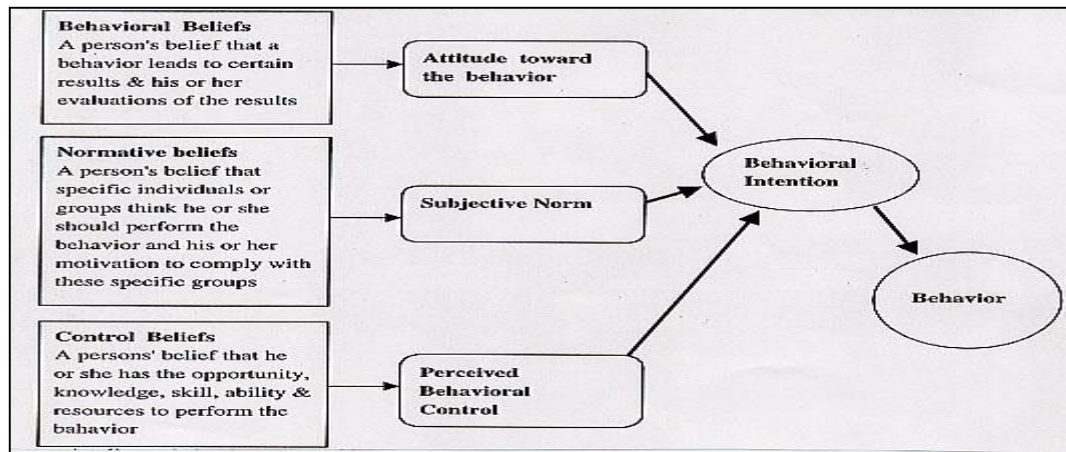 Behavioral Beliefs
A person's belief that a
behavior leads to certain
results & his or her
evaluations of the results
Attitude toward
the behavior
Normative beliefs
A person's belief that
specific individuals or
groups think he or she
should perform the
behavior and his or her
motivation to comply with
these specific groups
Subjective Norm
Behavioral
Intention
Behavior
Control Beliefs
A persons' belief that he
or she has the opportunity,
knowledge, skill, ability &
resources to perform the
bahavior
Perceived
Behavioral
Control